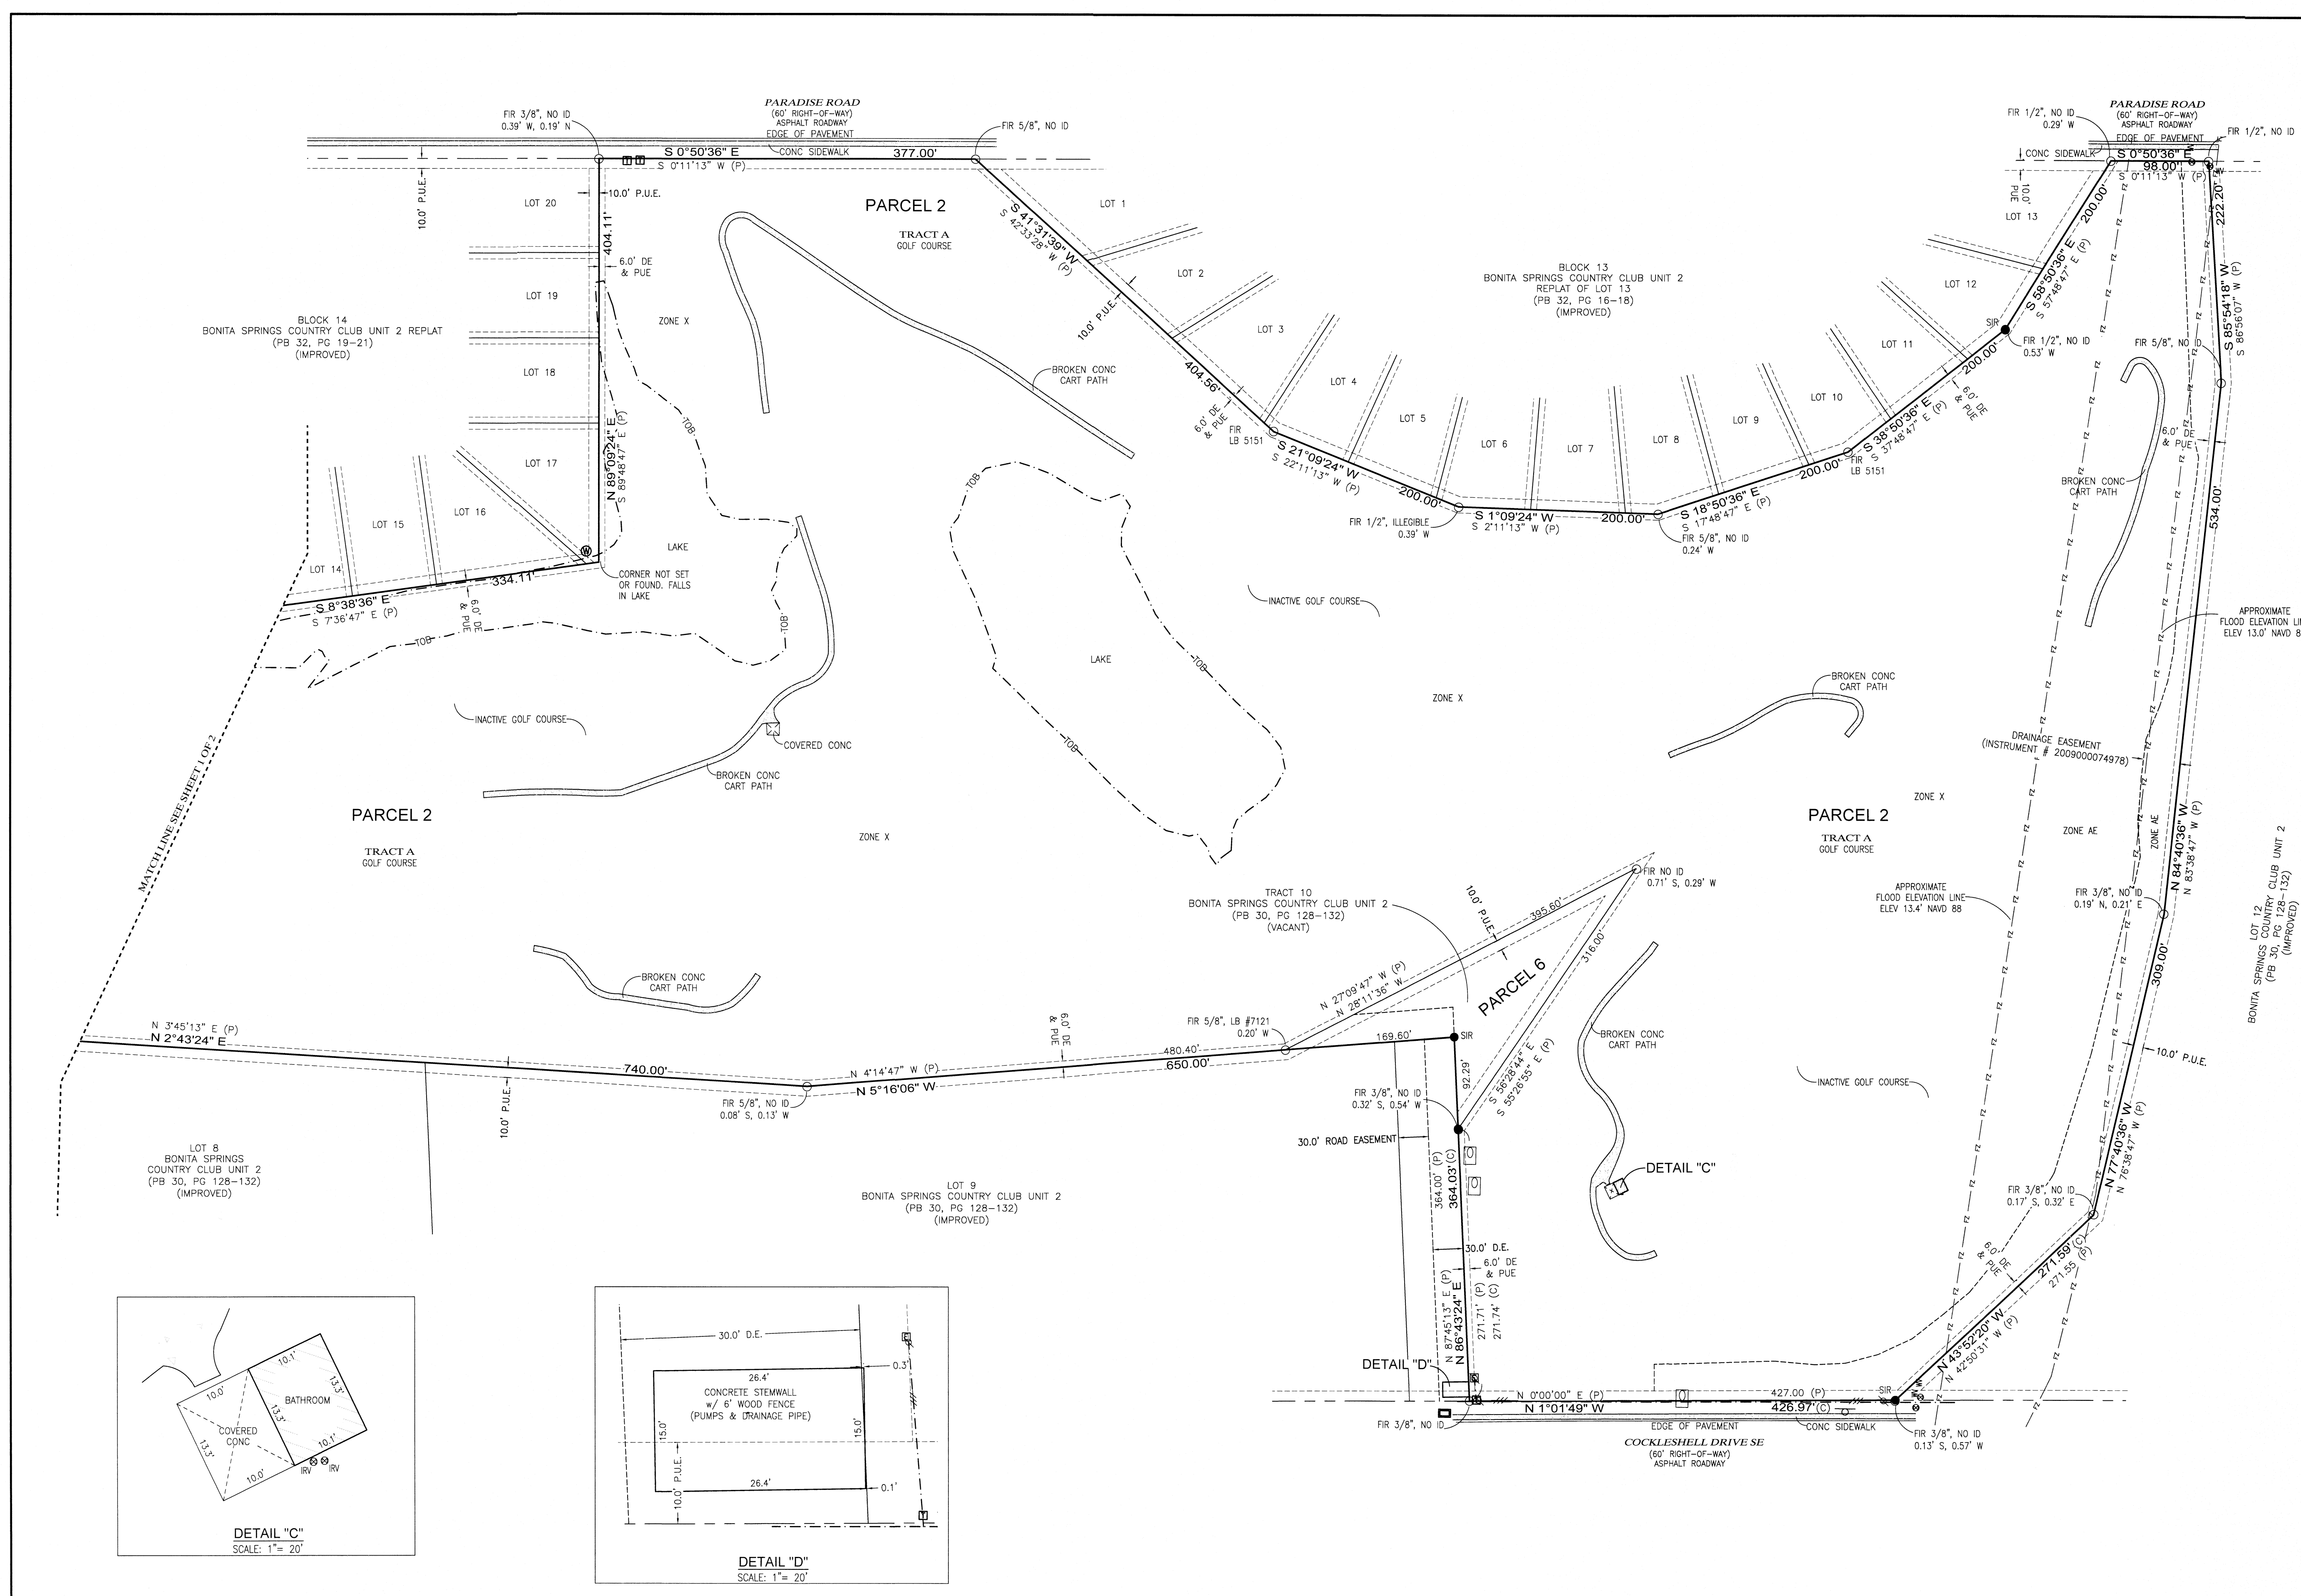 PARADISE ROAD
(60' RIGHT-OF-WAY)
ASPHALT ROADWAY
EDGE OF PAVEMENT
FIR 3/8", NO ID
0.39' W, 0.19' N
FIR 5/8", NO ID
CONC SIDEWALK
S 0°50'36" E
377.00'
S 0°11'13" W (P)
10.0' P.U.E.
10.0' P.U.E.
LOT 20
404.11'
6.0' DE
& PUE
LOT 19
LOT 18
LOT 17
N 89°09'24" E
S 89°48'47" E (P)
BLOCK 14
BONITA SPRINGS COUNTRY CLUB UNIT 2 REPLAT
(PB 32, PG 19-21)
(IMPROVED)
LOT 16
LOT 15
LOT 14
334.11'
S 8°38'36" E
S 7°36'47" E (P)
6.0' DE
& PUE
W
CORNER NOT SET
OR FOUND. FALLS
IN LAKE
LAKE
TOB
TOB
TOB
ZONE X
PARCEL 2
TRACT A
GOLF COURSE
BROKEN CONC
CART PATH
LOT 1
S 41°31'39" W
S 42°33'28" W (P)
10.0' P.U.E.
404.56'
6.0' DE
& PUE
LOT 2
LOT 3
LOT 4
LOT 5
LOT 6
LOT 7
LOT 8
LOT 9
LOT 10
LOT 11
LOT 12
LOT 13
FIR
LB 5151
S 21°09'24" W
S 22°11'13" W (P)
200.00'
FIR 1/2", ILLEGIBLE
0.39' W
S 1°09'24" W
S 2°11'13" W (P)
200.00'
FIR 5/8", NO ID
0.24' W
S 18°50'36" E
S 17°48'47" E (P)
200.00'
FIR
LB 5151
S 38°50'36" E
S 37°48'47" E (P)
200.00'
6.0' DE
& PUE
SIR
FIR 1/2", NO ID
0.53' W
S 58°50'36" E
S 57°48'47" E (P)
200.00'
BLOCK 13
BONITA SPRINGS COUNTRY CLUB UNIT 2
REPLAT OF LOT 13
(PB 32, PG 16-18)
(IMPROVED)
FIR 1/2", NO ID
0.29' W
PARADISE ROAD
(60' RIGHT-OF-WAY)
ASPHALT ROADWAY
EDGE OF PAVEMENT
FIR 1/2", NO ID
CONC SIDEWALK
S 0°50'36" E
98.00'
S 0°11'13" W (P)
10.0'
PUE
222.20'
S 85°54'18" W
S 86°56'07" W (P)
FIR 5/8", NO ID
6.0' DE
& PUE
BROKEN CONC
CART PATH
534.00'
APPROXIMATE
FLOOD ELEVATION LI
ELEV 13.0' NAVD 8
INACTIVE GOLF COURSE
LAKE
TOB
TOB
TOB
ZONE X
BROKEN CONC
CART PATH
DRAINAGE EASEMENT
(INSTRUMENT # 2009000074978)
ZONE X
PARCEL 2
TRACT A
GOLF COURSE
ZONE AE
ZONE AE
N 84°40'36" W
N 83°38'47" W (P)
LOT 12
BONITA SPRINGS COUNTRY CLUB UNIT 2
(PB 30, PG 128-132)
(IMPROVED)
APPROXIMATE
FLOOD ELEVATION LINE
ELEV 13.4' NAVD 88
FIR 3/8", NO ID
0.19' N, 0.21' E
309.00'
10.0' P.U.E.
N 77°40'36" W
N 76°38'47" W (P)
FIR 3/8", NO ID
0.17' S, 0.32' E
6.0' DE
& PUE
271.59' (C)
271.55 (P)
N 43°52'20" W
N 42°50'31" W (P)
INACTIVE GOLF COURSE
MATCH LINE SEE SHEET 1 OF 2
INACTIVE GOLF COURSE
COVERED CONC
BROKEN CONC
CART PATH
PARCEL 2
TRACT A
GOLF COURSE
ZONE X
BROKEN CONC
CART PATH
N 3°45'13" E (P)
N 2°43'24" E
740.00'
10.0' P.U.E.
FIR 5/8", NO ID
0.08' S, 0.13' W
N 4°14'47" W (P)
N 5°16'06" W
6.0' DE
& PUE
480.40'
650.00'
FIR 5/8", LB #7121
0.20' W
LOT 8
BONITA SPRINGS
COUNTRY CLUB UNIT 2
(PB 30, PG 128-132)
(IMPROVED)
LOT 9
BONITA SPRINGS COUNTRY CLUB UNIT 2
(PB 30, PG 128-132)
(IMPROVED)
TRACT 10
BONITA SPRINGS COUNTRY CLUB UNIT 2
(PB 30, PG 128-132)
(VACANT)
10.0' P.U.E.
395.60'
FIR NO ID
0.71' S, 0.29' W
N 27°09'47" W (P)
N 28°11'36" W
PARCEL 6
316.00'
S 56°28'44" E
S 55°26'55" E (P)
169.60'
SIR
92.29'
FIR 3/8", NO ID
0.32' S, 0.54' W
30.0' ROAD EASEMENT
364.00' (P)
364.03' (C)
BROKEN CONC
CART PATH
DETAIL "C"
30.0' D.E.
6.0' DE
& PUE
N 87°45'13" E (P)
N 86°43'24" E
271.71' (P)
271.74' (C)
DETAIL "D"
FIR 3/8", NO ID
N 0°00'00" E (P)
427.00 (P)
N 1°01'49" W
426.97' (C)
SIR
EDGE OF PAVEMENT
CONC SIDEWALK
FIR 3/8", NO ID
0.13' S, 0.57' W
COCKLESHELL DRIVE SE
(60' RIGHT-OF-WAY)
ASPHALT ROADWAY
10.1'
10.0'
BATHROOM
13.3'
13.3'
COVERED
CONC
13.3'
10.1'
10.0'
IRV
IRV
DETAIL "C"
SCALE: 1"= 20'
30.0' D.E.
E
0.3'
26.4'
CONCRETE STEMWALL
w/ 6' WOOD FENCE
(PUMPS & DRAINAGE PIPE)
15.0'
15.0'
10.0' P.U.E.
26.4'
0.1'
T
DETAIL "D"
SCALE: 1"= 20'